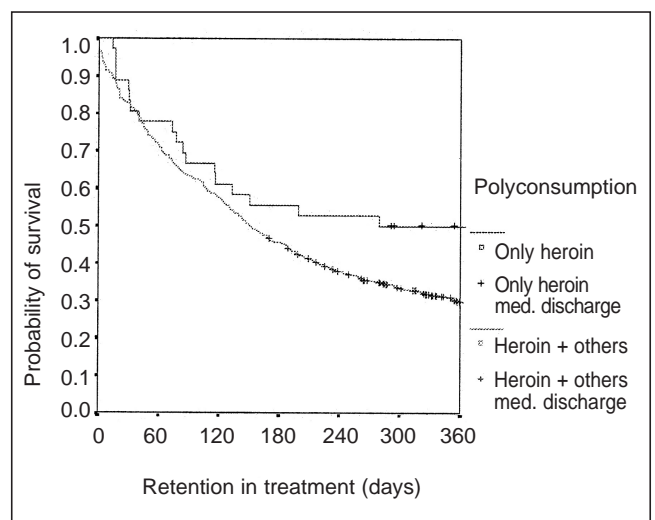 1.0
0.9
0.8
0.7
0.6
0.5
0.4
0.3
0.2
0.1
0.0
0 60 120 180 240 300 360
Probability of survival
Retention in treatment (days)
Polyconsumption
Only heroin
+ Only heroin
med. discharge
Heroin + others
+ Heroin + others
med. discharge